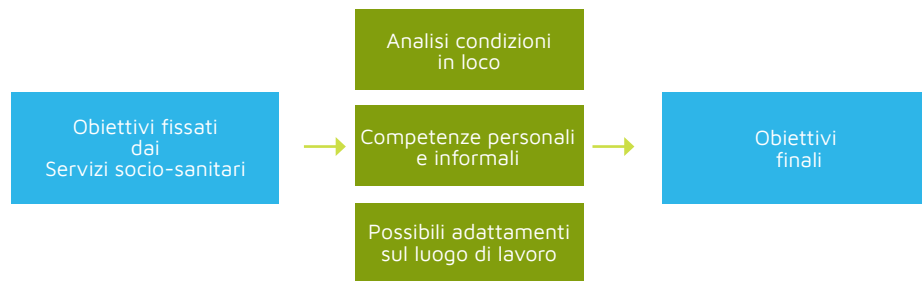 Obiettivi fissati
dai
Servizi socio-sanitari
Analisi condizioni
in loco
Competenze personali
e informali
Possibili adattamenti
sul luogo di lavoro
Obiettivi
finali